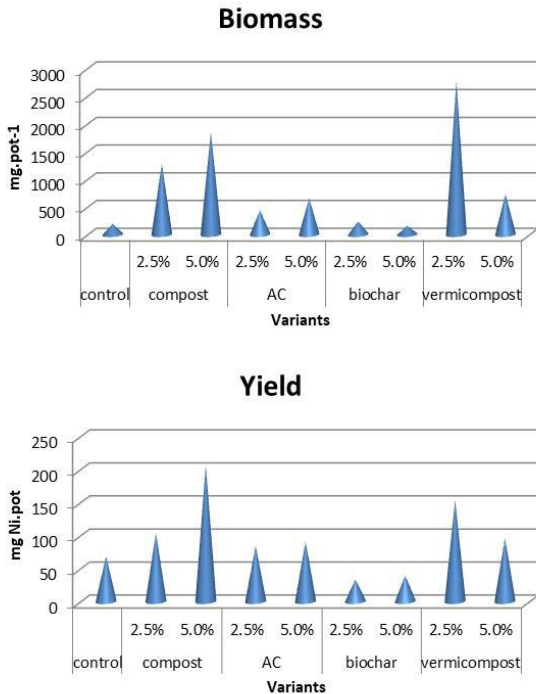 Biomass
mg.pot-1
3000
2500
2000
1500
1000
500
0
2.5% 5.0% 2.5% 5.0% 2.5% 5.0% 2.5% 5.0%
control compost AC biochar vermicompost
Variants
Yield
mg Ni.pot
250
200
150
100
50
0
2.5% 5.0% 2.5% 5.0% 2.5% 5.0% 2.5% 5.0%
control compost AC biochar vermicompost
Variants